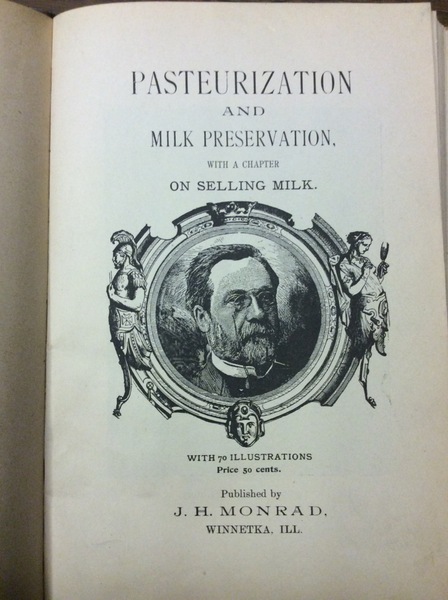 PASTEURIZATION
AND
MILK PRESERVATION,
WITH A CHAPTER
ON SELLING MILK.
WITH 70 ILLUSTRATIONS
Price 50 cents.
Published by
J. H. MONRAD,
WINNETKA, ILL.